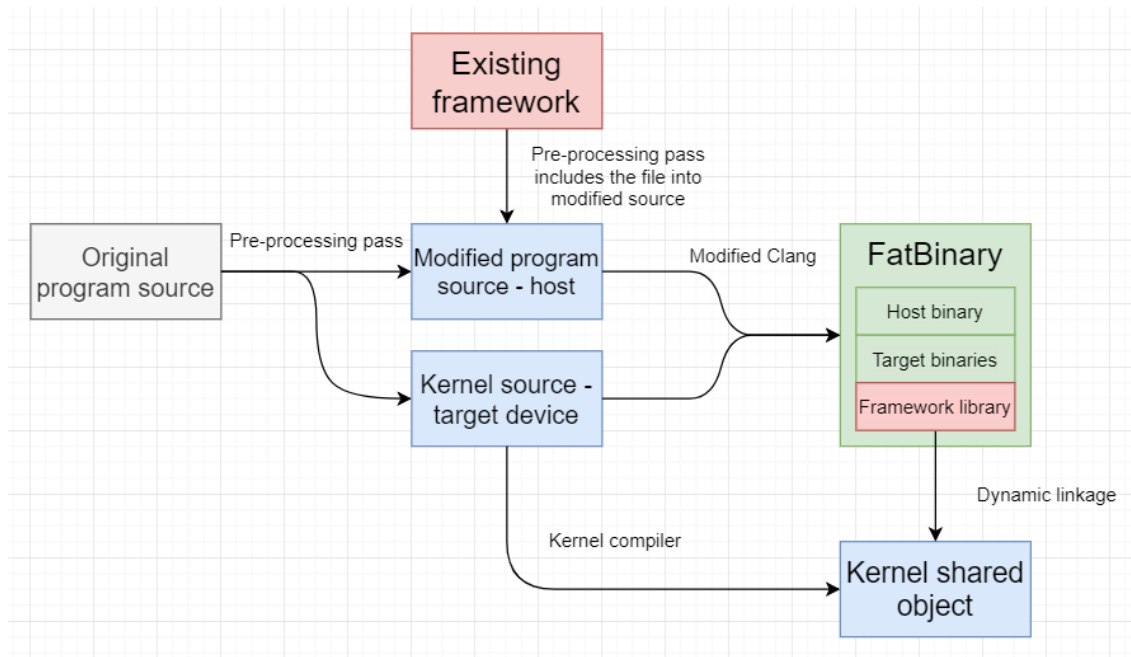 Existing
framework
Pre-processing pass
includes the file into
modified source
Original
program source
Pre-processing pass
Modified program
source - host
Modified Clang
FatBinary
Host binary
Target binaries
Framework library
Kernel source -
target device
Dynamic linkage
Kernel compiler
Kernel shared
object